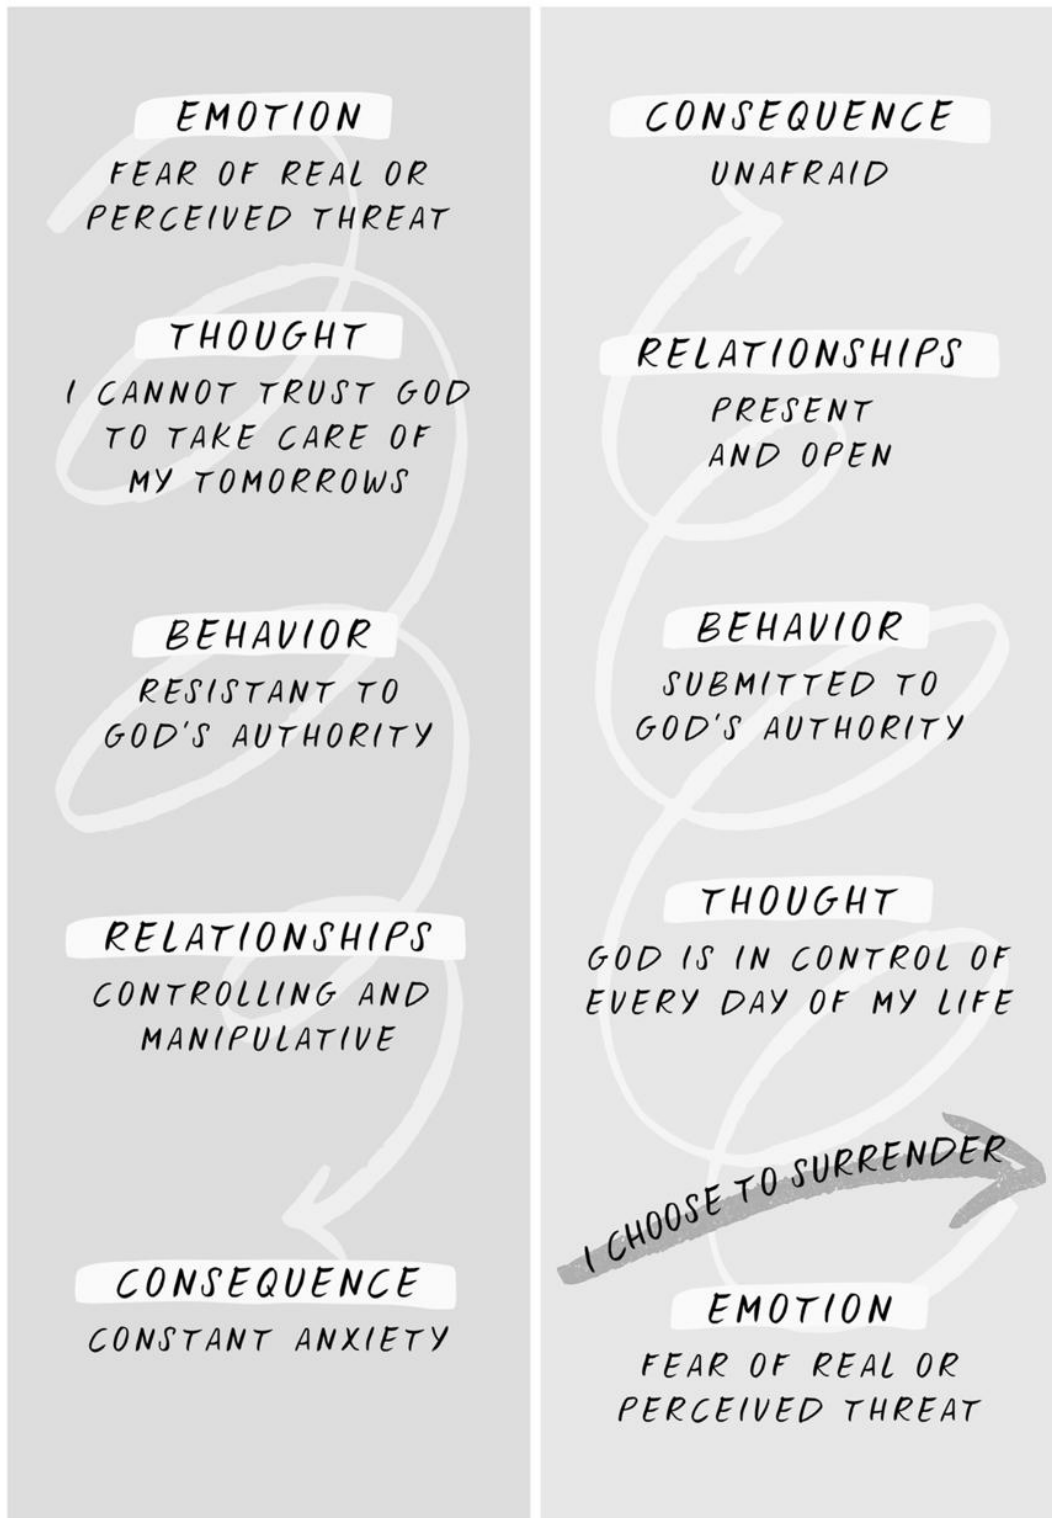 EMOTION
FEAR OF REAL OR
PERCEIVED THREAT
THOUGHT
I CANNOT TRUST GOD
TO TAKE CARE OF
MY TOMORROWS
BEHAVIOR
RESISTANT TO
GOD'S AUTHORITY
RELATIONSHIPS
CONTROLLING AND
MANIPULATIVE
CONSEQUENCE
CONSTANT ANXIETY
CONSEQUENCE
UNAFRAID
RELATIONSHIPS
PRESENT
AND OPEN
BEHAVIOR
SUBMITTED TO
GOD'S AUTHORITY
THOUGHT
GOD IS IN CONTROL OF
EVERY DAY OF MY LIFE
I CHOOSE TO SURRENDER
EMOTION
FEAR OF REAL OR
PERCEIVED THREAT